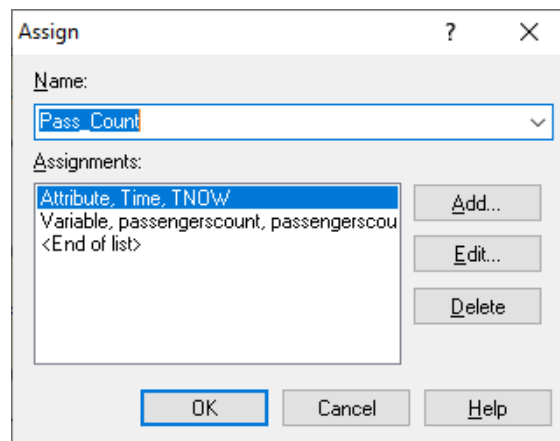 Assign
?
Name:
Pass_Count
Assignments:
Attribute, Time, TNOW
Variable, passengerscount, passengerscou
<End of list>
Add...
Edit...
Delete
OK
Cancel
Help